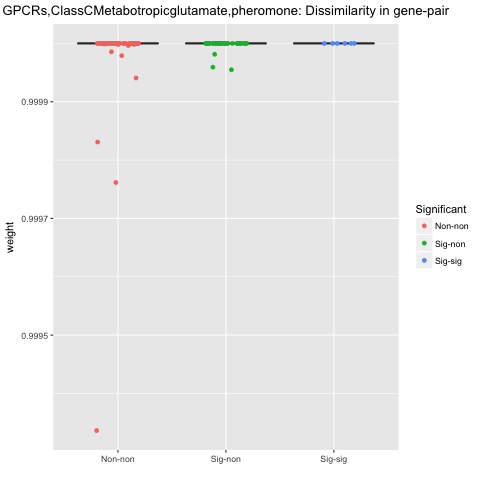 GPCRs,ClassCMetabotropicglutamate,pheromone: Dissimilarity in gene-pair
0.9999
0.9997
0.9995
weight
Non-non
Sig-non
Sig-sig
Significant
Non-non
Sig-non
Sig-sig